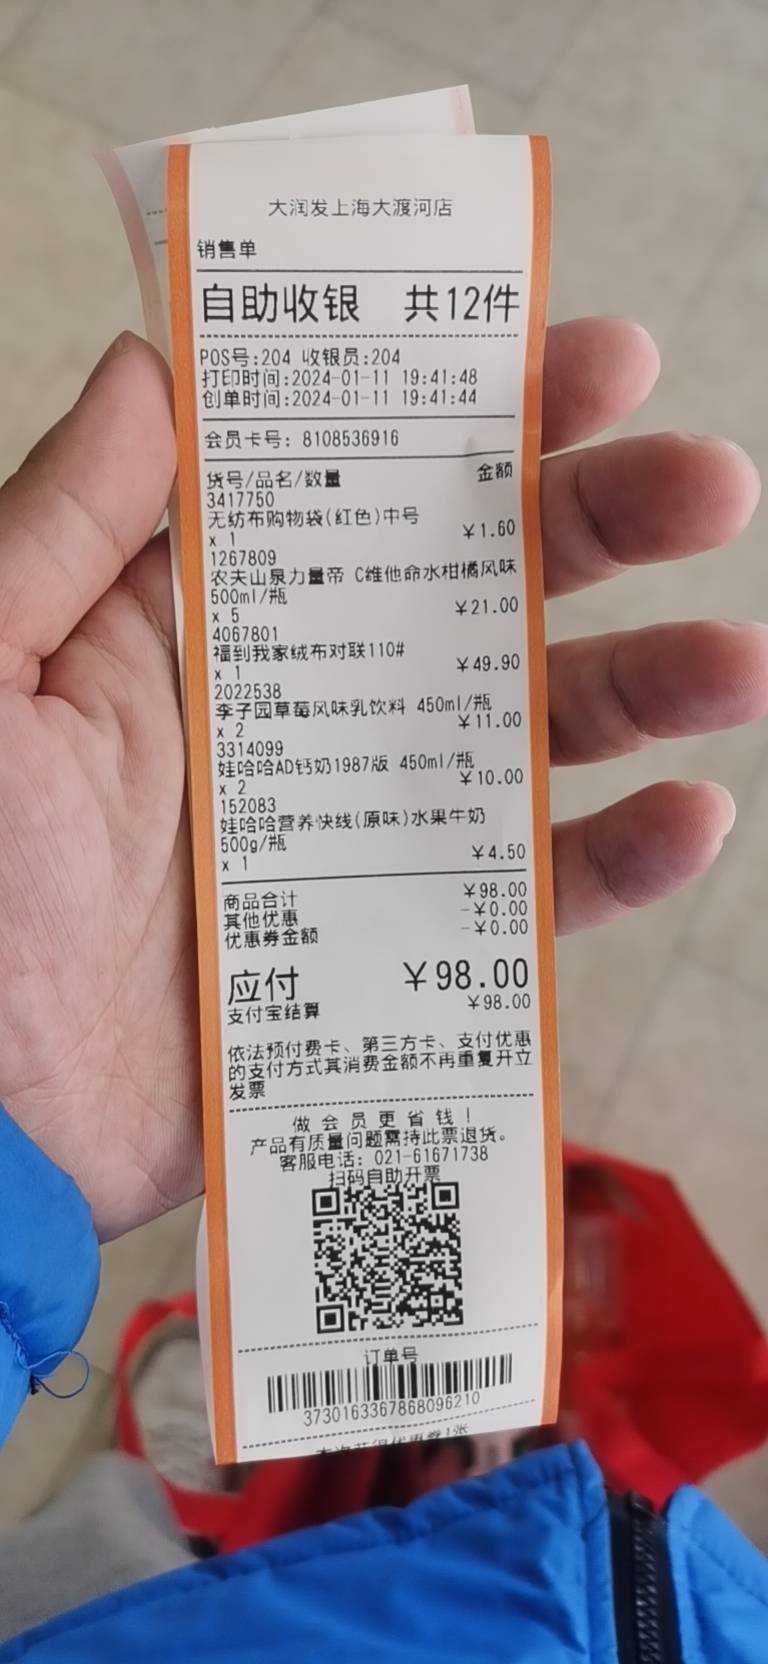 大润发上海大渡河店
销售单
自助收银 共12件
POS号:204 收银员:204
打印时间:2024-01-11 19:41:48
创单时间:2024-01-11 19:41:44
会员卡号: 8108536916
货号/品名/数量 金额
3417750
无纺布购物袋(红色)中号
x 1 ￥1.60
1267809
农夫山泉力量帝 C维他命水柑橘风味
500ml/瓶
x 5 ￥21.00
4067801
福到我家绒布对联110#
x 1 ￥49.90
2022538
李子园草莓风味乳饮料 450ml/瓶
x 2 ￥11.00
3314099
娃哈哈AD钙奶1987版 450ml/瓶
x 2 ￥10.00
152083
娃哈哈营养快线(原味)水果牛奶
500g/瓶
x 1 ￥4.50
商品合计 ￥98.00
其他优惠 -￥0.00
优惠券金额 -￥0.00
应付 ￥98.00
支付宝结算 ￥98.00
依法预付费卡、第三方卡、支付优惠
的支付方式其消费金额不再重复开立
发票
做会员更省钱！
产品有质量问题需持此票退货。
客服电话: 021-61671738
扫码自助开票
订单号
3730163367868096210